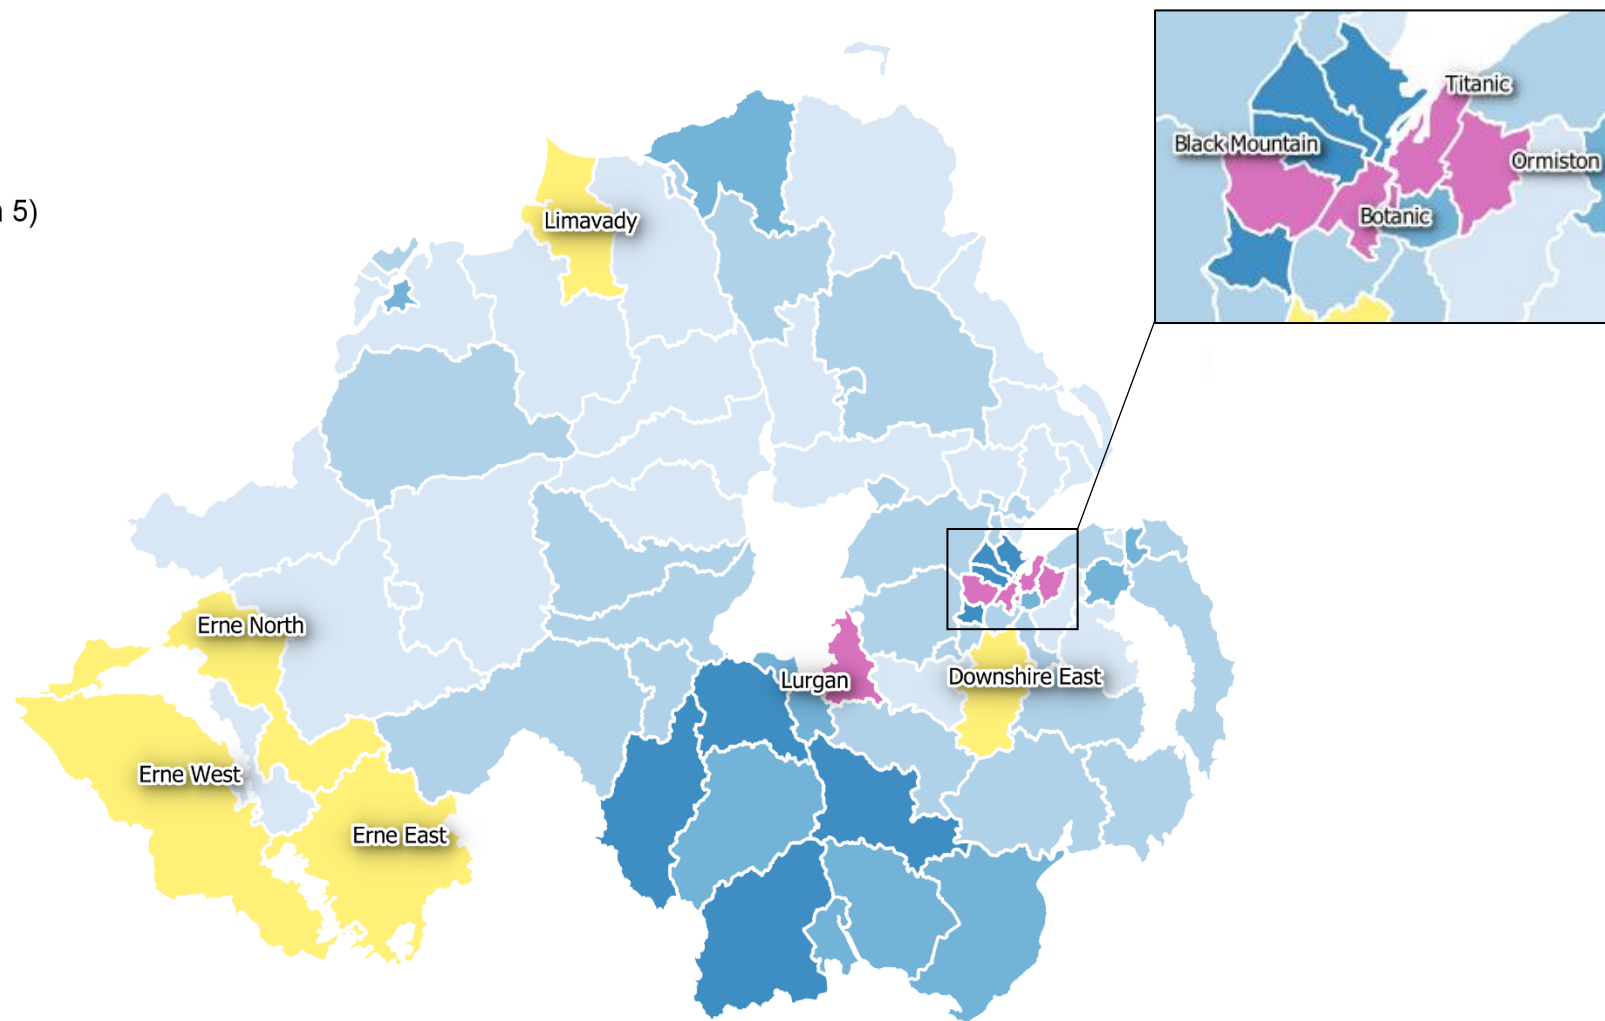 5)
Titanic
Black Mountain
Ormiston
Botanic
Limavady
Erne North
Lurgan
Downshire East
Erne West
Erne East